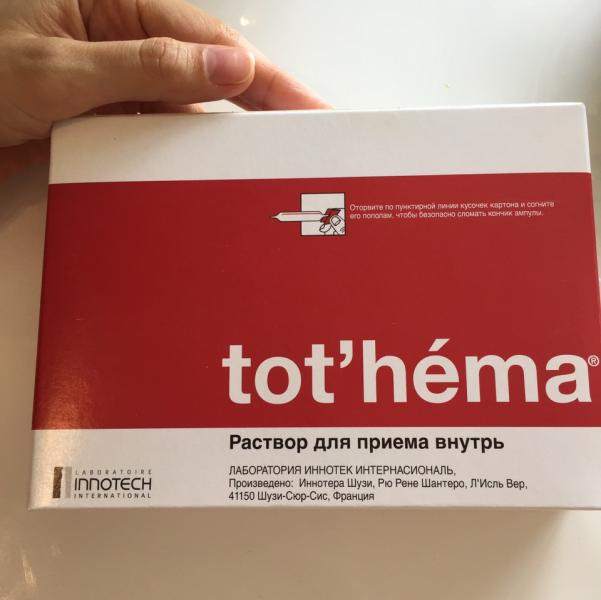 Оторвите по пунктирной линии кусочек картона и согните
его пополам, чтобы безопасно сломать кончик ампулы.
tot’héma®
Раствор для приема внутрь
LABORATOIRE
INNOTECH
INTERNATIONAL
ЛАБОРАТОРИЯ ИННОТЕК ИНТЕРНАСИОНАЛЬ,
Произведено: Иннотера Шузи, Рю Рене Шантеро, Л'Исль Вер,
41150 Шузи-Сюр-Сис, Франция